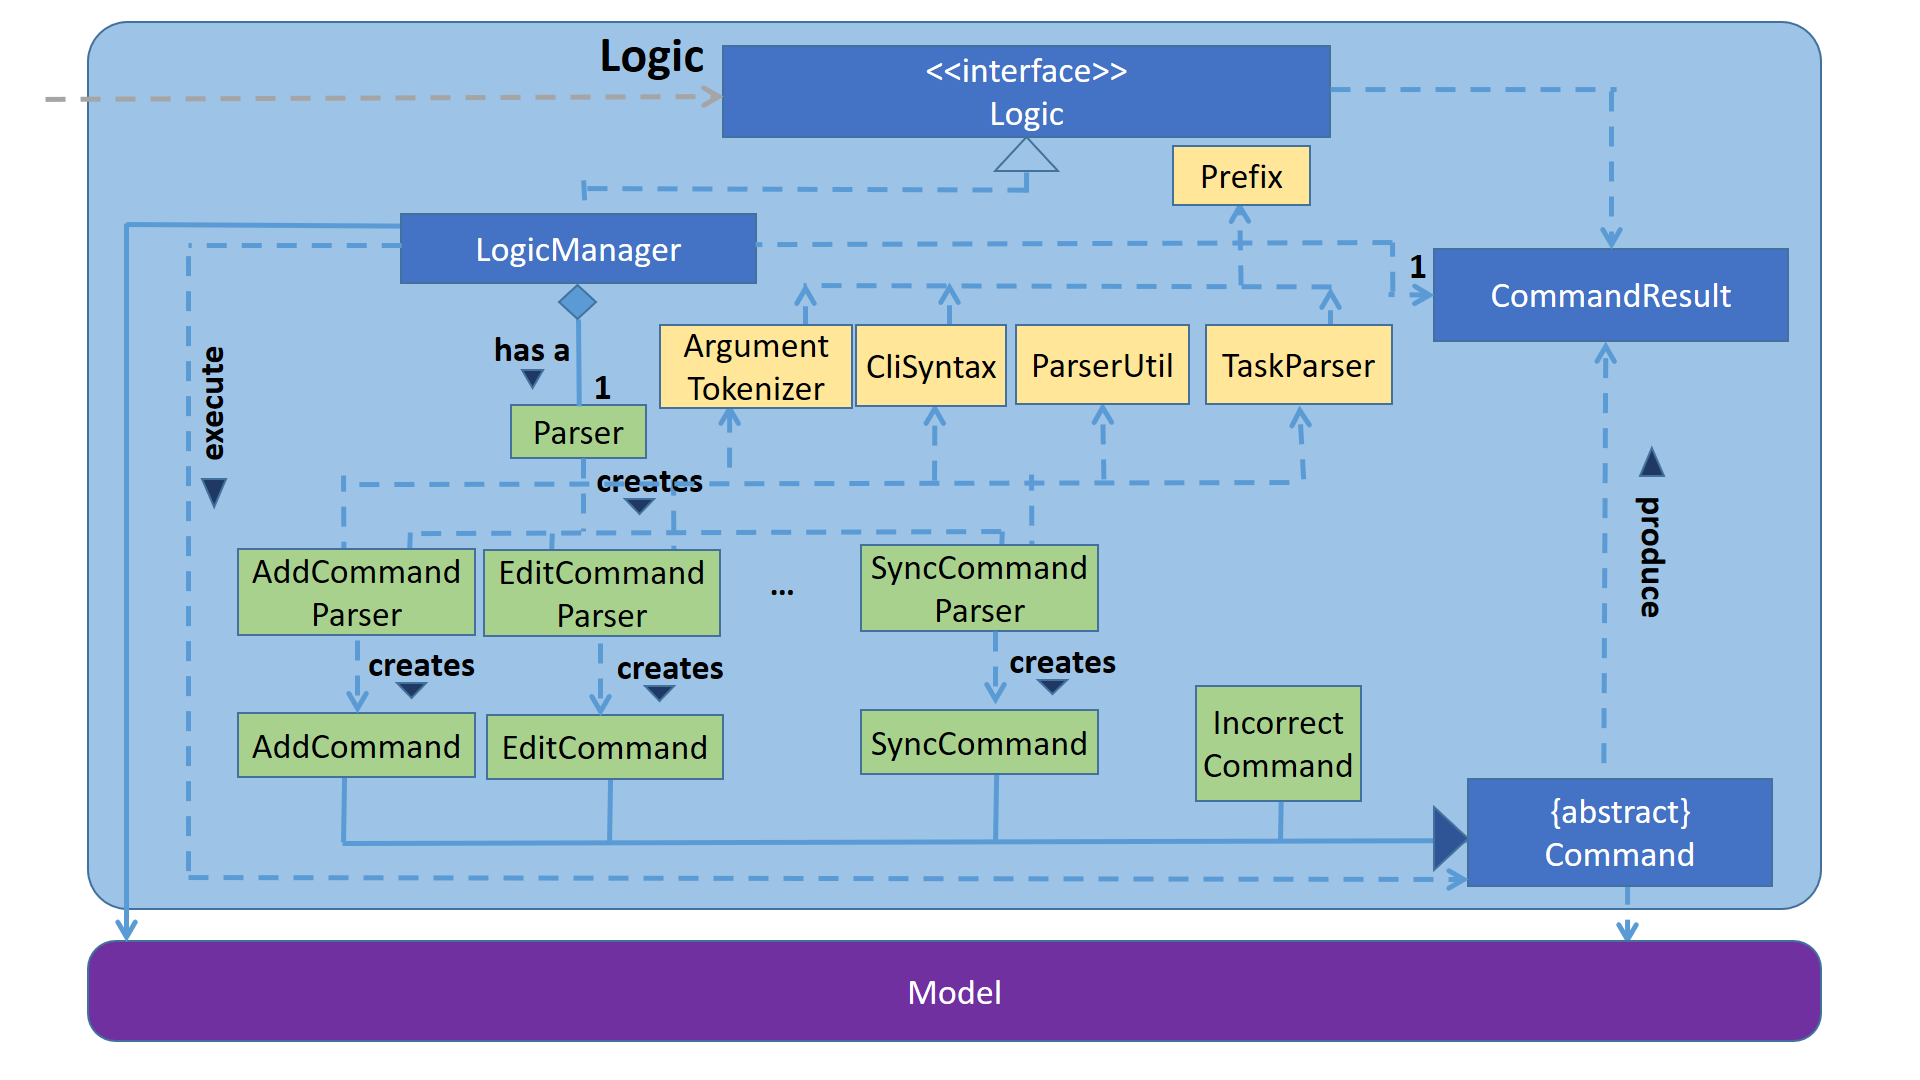 Logic
<<interface>>
Logic
Prefix
LogicManager
1
CommandResult
has a
1
Argument
Tokenizer
CliSyntax
ParserUtil
TaskParser
execute
Parser
creates
produce
AddCommand
Parser
EditCommand
Parser
...
SyncCommand
Parser
creates
creates
creates
AddCommand
EditCommand
SyncCommand
Incorrect
Command
{abstract}
Command
Model